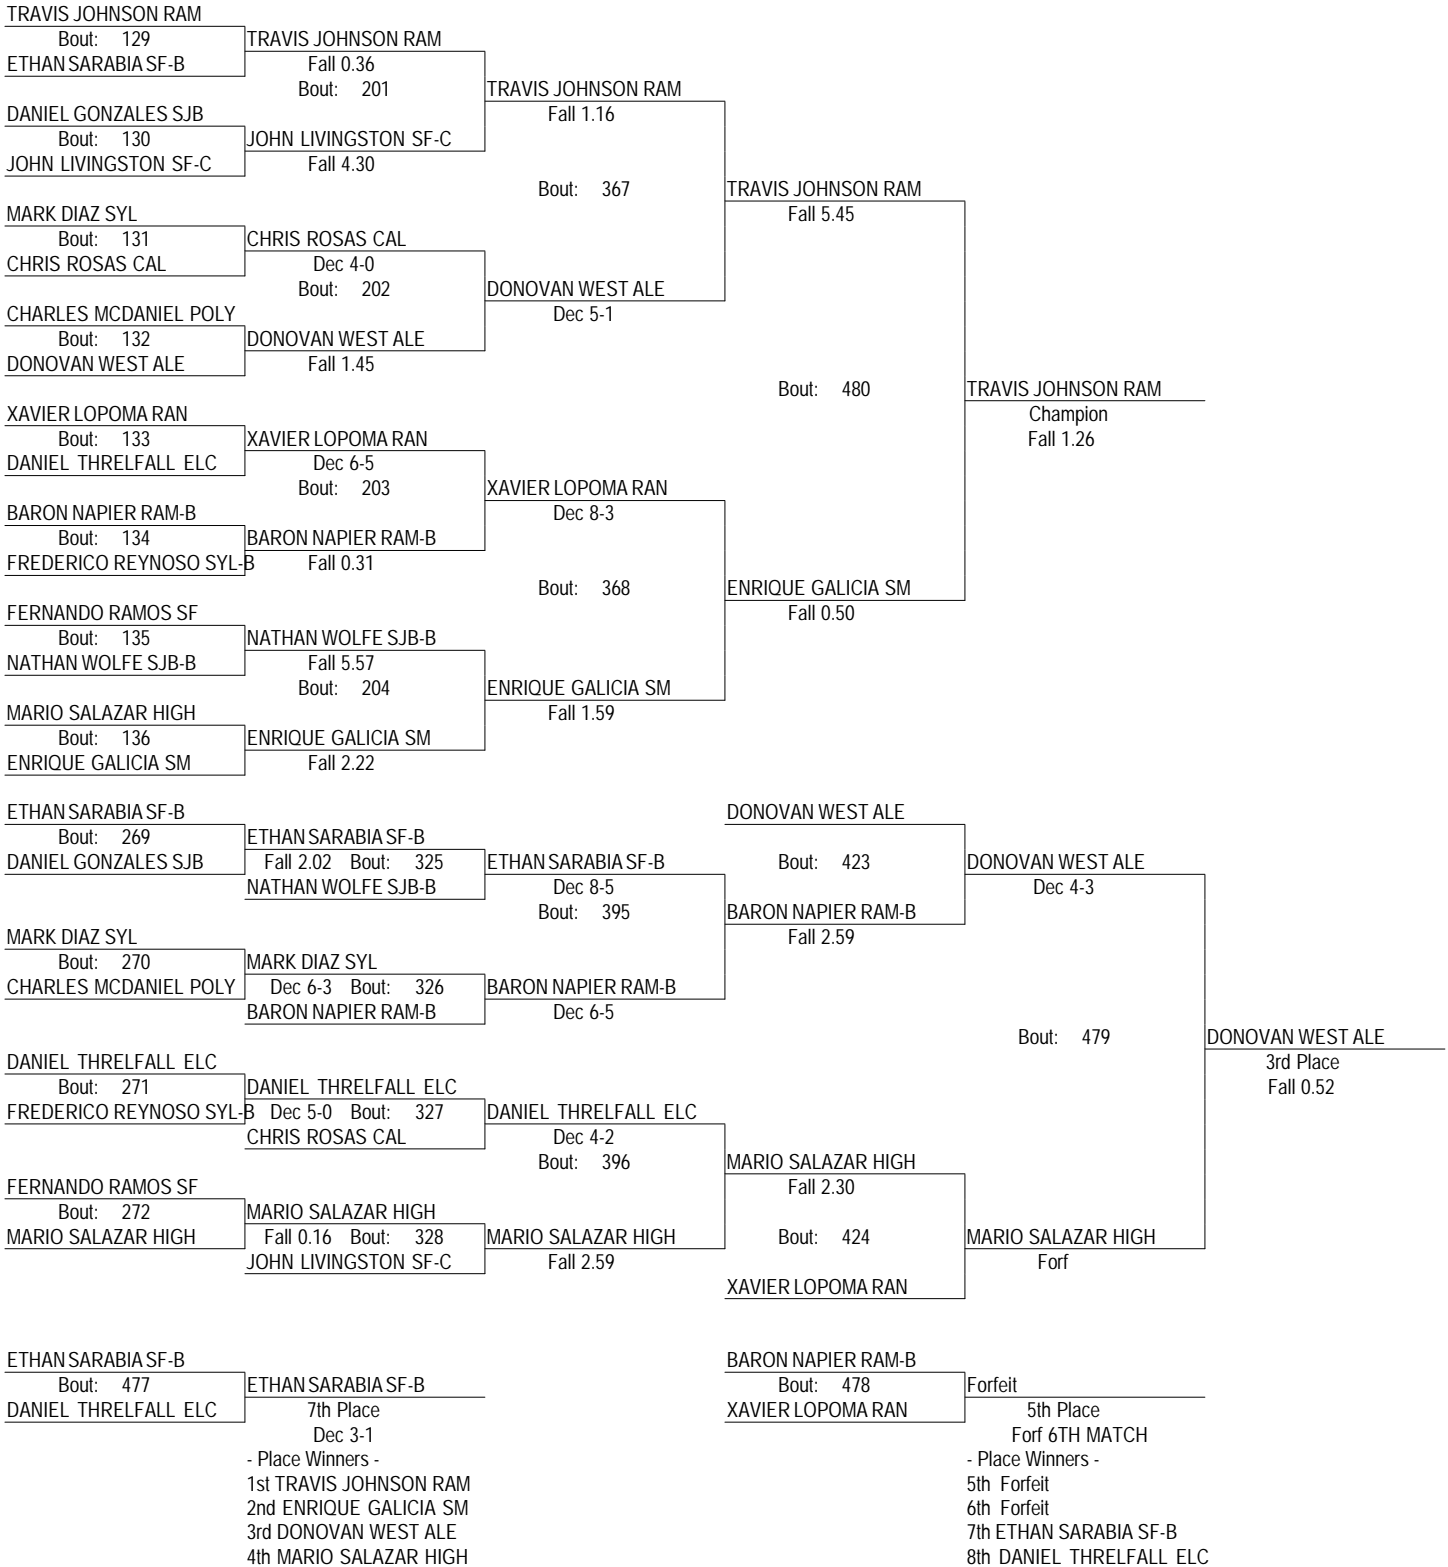 TRAVIS JOHNSON RAM
Bout: 129 TRAVIS JOHNSON RAM
ETHAN SARABIA SF-B Fall 0.36
Bout: 201 TRAVIS JOHNSON RAM
DANIEL GONZALES SJB Fall 1.16
Bout: 130 JOHN LIVINGSTON SF-C
JOHN LIVINGSTON SF-C Fall 4.30
Bout: 367 TRAVIS JOHNSON RAM
MARK DIAZ SYL Fall 5.45
Bout: 131 CHRIS ROSAS CAL
CHRIS ROSAS CAL Dec 4-0
Bout: 202 DONOVAN WEST ALE
CHARLES MCDANIEL POLY Dec 5-1
Bout: 132 DONOVAN WEST ALE
DONOVAN WEST ALE Fall 1.45
Bout: 480 TRAVIS JOHNSON RAM
XAVIER LOPOMA RAN Champion
Bout: 133 XAVIER LOPOMA RAN Fall 1.26
DANIEL THRELFALL ELC Dec 6-5
Bout: 203 XAVIER LOPOMA RAN
BARON NAPIER RAM-B Dec 8-3
Bout: 134 BARON NAPIER RAM-B
FREDERICO REYNOSO SYL-B Fall 0.31
Bout: 368 ENRIQUE GALICIA SM
FERNANDO RAMOS SF Fall 0.50
Bout: 135 NATHAN WOLFE SJB-B
NATHAN WOLFE SJB-B Fall 5.57
Bout: 204 ENRIQUE GALICIA SM
MARIO SALAZAR HIGH Fall 1.59
Bout: 136 ENRIQUE GALICIA SM
ENRIQUE GALICIA SM Fall 2.22
ETHAN SARABIA SF-B DONOVAN WEST ALE
Bout: 269 ETHAN SARABIA SF-B
DANIEL GONZALES SJB Fall 2.02 Bout: 325 ETHAN SARABIA SF-B Bout: 423 DONOVAN WEST ALE
NATHAN WOLFE SJB-B Dec 8-5 Dec 4-3
Bout: 395 BARON NAPIER RAM-B
MARK DIAZ SYL Fall 2.59
Bout: 270 MARK DIAZ SYL
CHARLES MCDANIEL POLY Dec 6-3 Bout: 326 BARON NAPIER RAM-B
BARON NAPIER RAM-B Dec 6-5
Bout: 479 DONOVAN WEST ALE
DANIEL THRELFALL ELC 3rd Place
Bout: 271 DANIEL THRELFALL ELC Fall 0.52
FREDERICO REYNOSO SYL-B Dec 5-0 Bout: 327 DANIEL THRELFALL ELC
CHRIS ROSAS CAL Dec 4-2
Bout: 396 MARIO SALAZAR HIGH
FERNANDO RAMOS SF Fall 2.30
Bout: 272 MARIO SALAZAR HIGH
MARIO SALAZAR HIGH Fall 0.16 Bout: 328 MARIO SALAZAR HIGH Bout: 424 MARIO SALAZAR HIGH
JOHN LIVINGSTON SF-C Fall 2.59 Forf
XAVIER LOPOMA RAN
ETHAN SARABIA SF-B BARON NAPIER RAM-B
Bout: 477 ETHAN SARABIA SF-B Bout: 478 Forfeit
DANIEL THRELFALL ELC 7th Place XAVIER LOPOMA RAN 5th Place
Dec 3-1 Forf 6TH MATCH
- Place Winners - - Place Winners -
1st TRAVIS JOHNSON RAM 5th Forfeit
2nd ENRIQUE GALICIA SM 6th Forfeit
3rd DONOVAN WEST ALE 7th ETHAN SARABIA SF-B
4th MARIO SALAZAR HIGH 8th DANIEL THRELFALL ELC